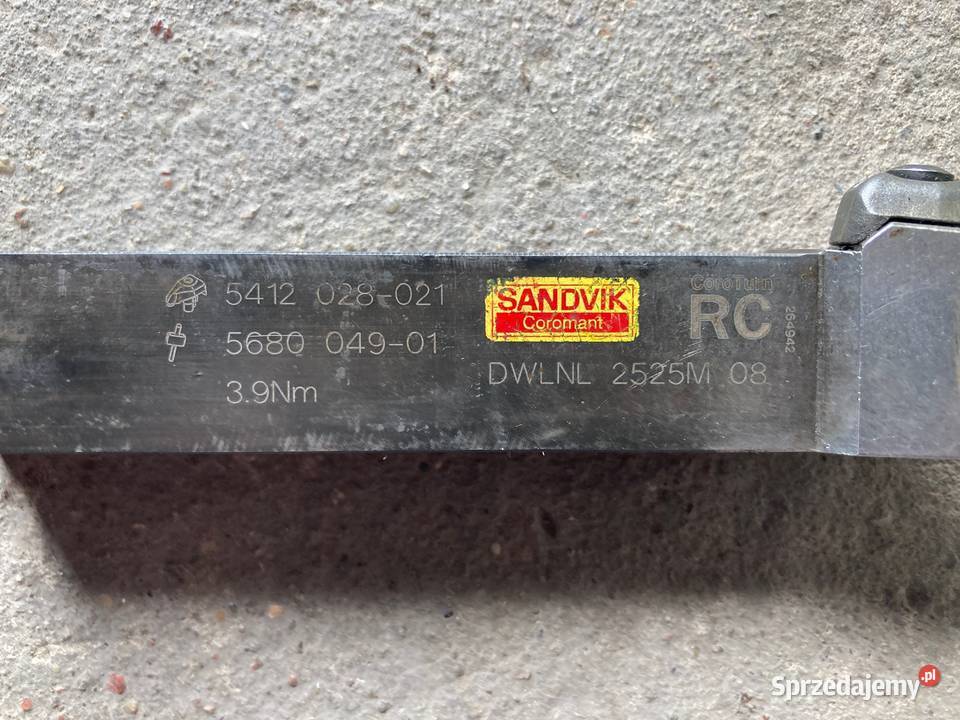 5412 028-021
5680 049-01
3.9Nm
SANDVIK
Coromant
CoroTurn
RC
264942
DWLNL 2525M 08
Sprzedajemy.pl